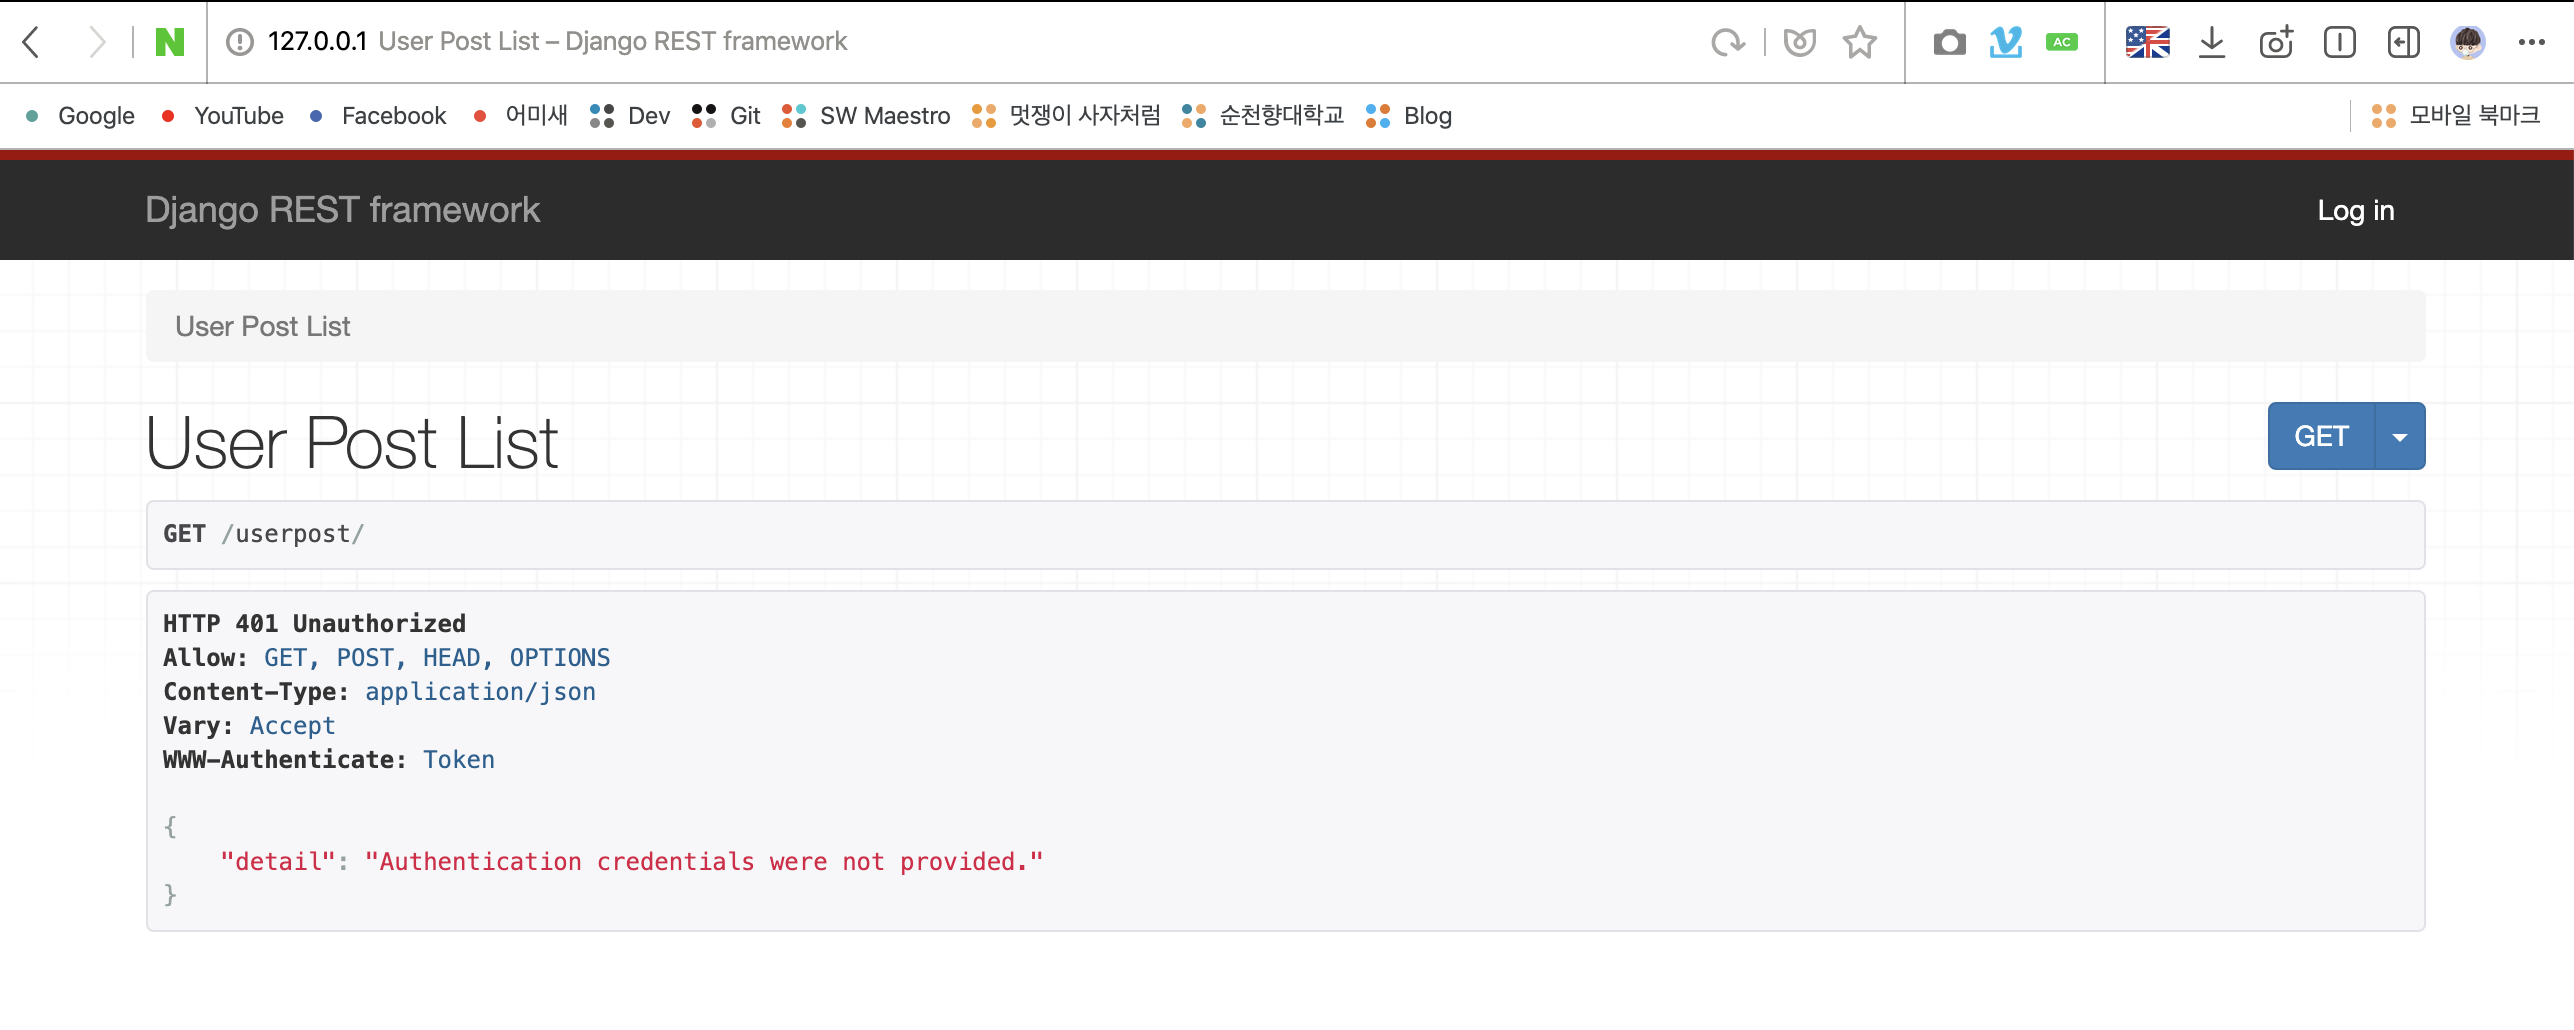 N 127.0.0.1 User Post List – Django REST framework AC
Google YouTube Facebook 어미새 Dev Git SW Maestro 멋쟁이 사자처럼 순천향대학교 Blog 모바일 북마크
Django REST framework Log in
User Post List
User Post List GET
GET /userpost/
HTTP 401 Unauthorized
Allow: GET, POST, HEAD, OPTIONS
Content-Type: application/json
Vary: Accept
WWW-Authenticate: Token
{
"detail": "Authentication credentials were not provided."
}